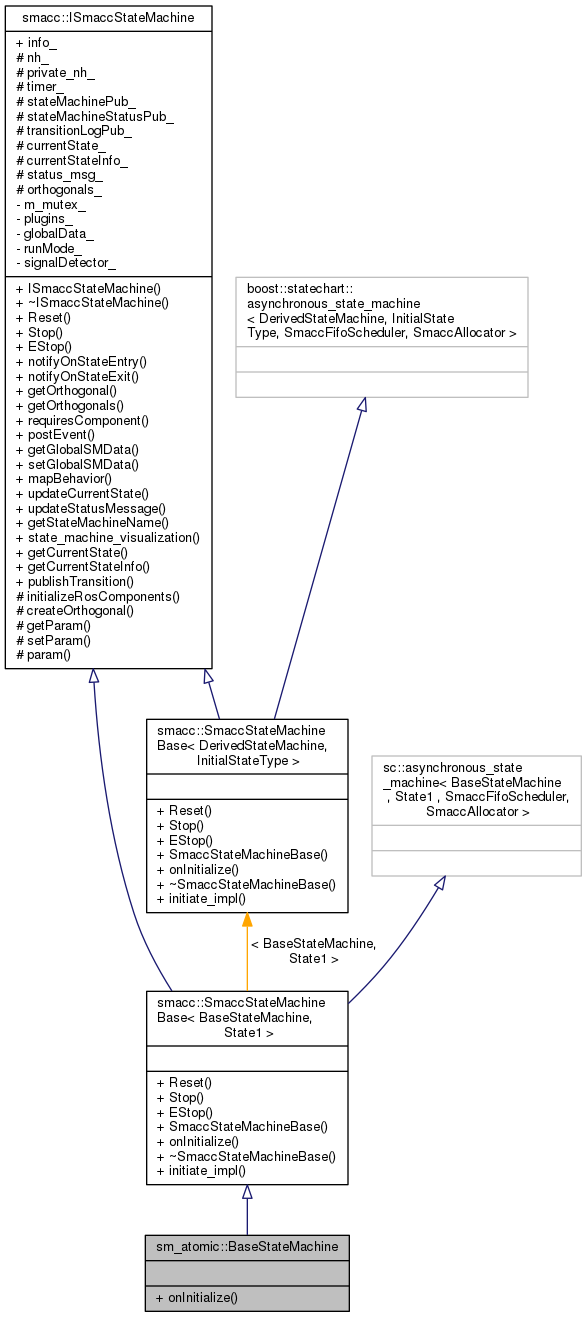 smacc::ISmaccStateMachine
+ info_
# nh_
# private_nh_
# timer_
# stateMachinePub_
# stateMachineStatusPub_
# transitionLogPub_
# currentState_
# currentStateInfo_
# status_msg_
# orthogonals_
- m_mutex_
- plugins_
- globalData_
- runMode_
- signalDetector_
+ ISmaccStateMachine()
+ ~ISmaccStateMachine()
+ Reset()
+ Stop()
+ EStop()
+ notifyOnStateEntry()
+ notifyOnStateExit()
+ getOrthogonal()
+ getOrthogonals()
+ requiresComponent()
+ postEvent()
+ getGlobalSMData()
+ setGlobalSMData()
+ mapBehavior()
+ updateCurrentState()
+ updateStatusMessage()
+ getStateMachineName()
+ state_machine_visualization()
+ getCurrentState()
+ getCurrentStateInfo()
+ publishTransition()
# initializeRosComponents()
# createOrthogonal()
# getParam()
# setParam()
# param()
boost::statechart::
asynchronous_state_machine
< DerivedStateMachine, InitialState
Type, SmaccFifoScheduler, SmaccAllocator >
smacc::SmaccStateMachine
Base< DerivedStateMachine,
InitialStateType >
+ Reset()
+ Stop()
+ EStop()
+ SmaccStateMachineBase()
+ onInitialize()
+ ~SmaccStateMachineBase()
+ initiate_impl()
sc::asynchronous_state
_machine< BaseStateMachine
, State1 , SmaccFifoScheduler,
SmaccAllocator >
< BaseStateMachine,
State1 >
smacc::SmaccStateMachine
Base< BaseStateMachine,
State1 >
+ Reset()
+ Stop()
+ EStop()
+ SmaccStateMachineBase()
+ onInitialize()
+ ~SmaccStateMachineBase()
+ initiate_impl()
sm_atomic::BaseStateMachine
+ onInitialize()